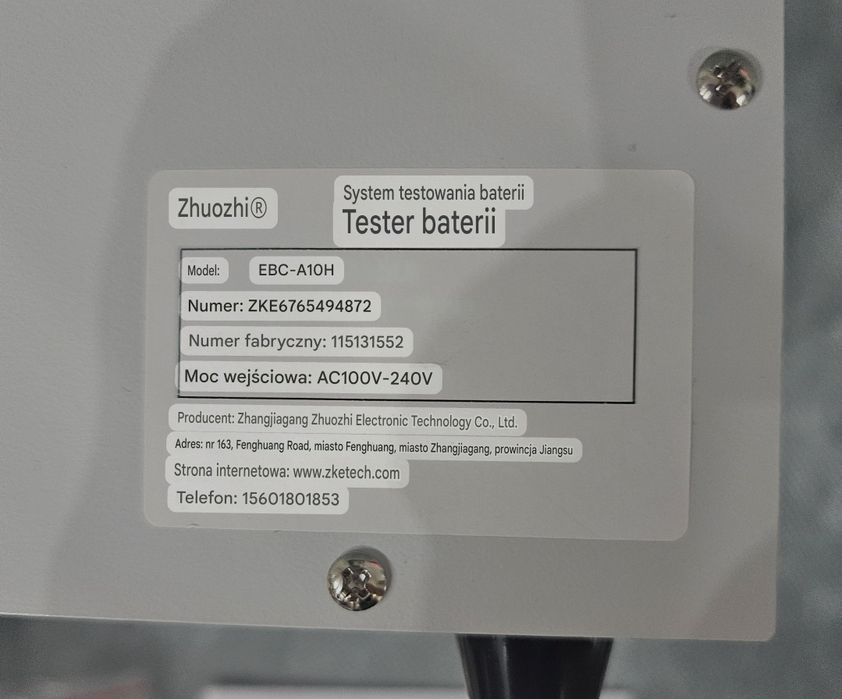 Zhuozhi®
System testowania baterii
Tester baterii
Model: EBC-A10H
Numer: ZKE6765494872
Numer fabryczny: 115131552
Moc wejściowa: AC100V-240V
Producent: Zhangjiagang Zhuozhi Electronic Technology Co., Ltd.
Adres: nr 163, Fenghuang Road, miasto Fenghuang, miasto Zhangjiagang, prowincja Jiangsu
Strona internetowa: www.zketech.com
Telefon: 15601801853